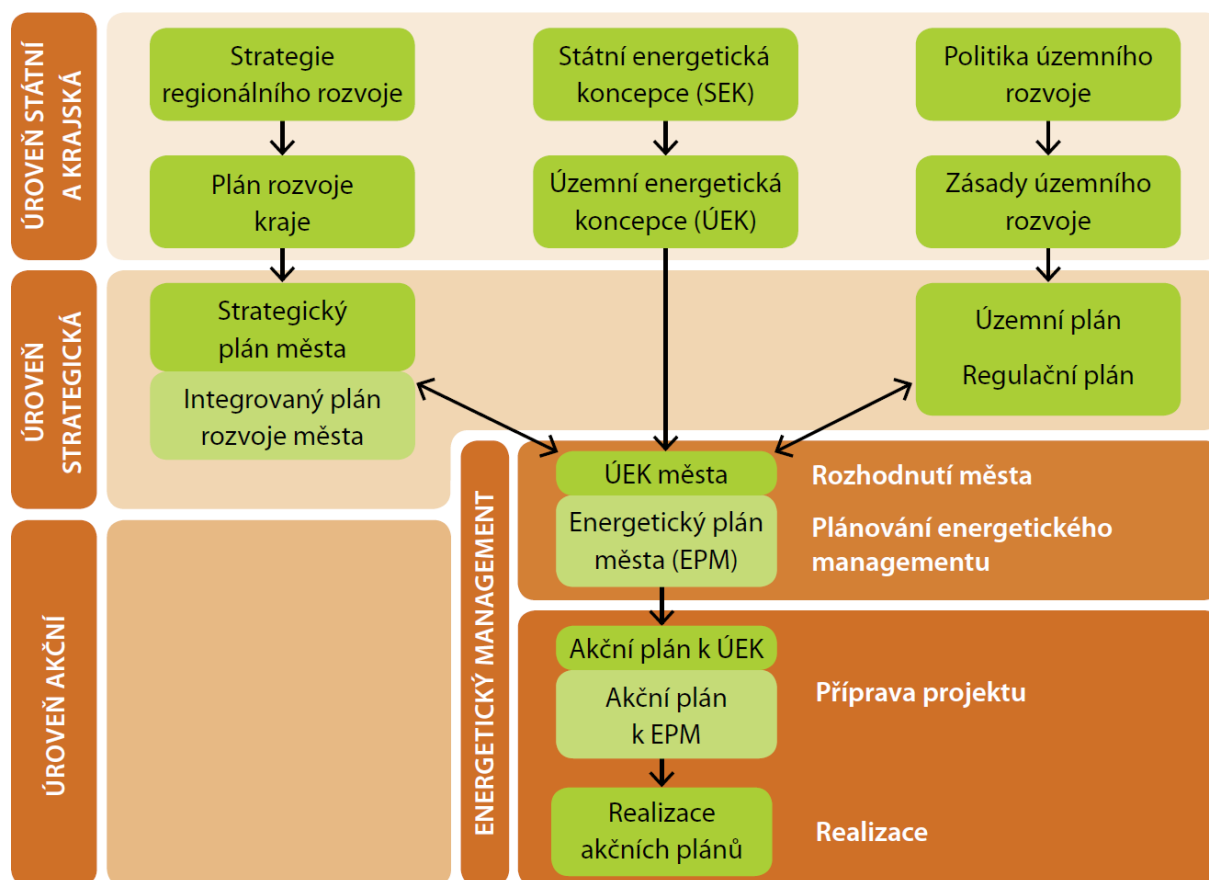 ÚROVEŇ STÁTNÍ
A KRAJSKÁ
Strategie
regionálního rozvoje
Státní energetická
koncepce (SEK)
Politika územního
rozvoje
Plán rozvoje
kraje
Územní energetická
koncepce (ÚEK)
Zásady územního
rozvoje
ÚROVEŇ
STRATEGICKÁ
Strategický
plán města
Integrovaný plán
rozvoje města
Územní plán
Regulační plán
ENERGETICKÝ MANAGEMENT
ÚEK města
Rozhodnutí města
Energetický plán
města (EPM)
Plánování energetického
managementu
ÚROVEŇ AKČNÍ
Akční plán k ÚEK
Akční plán
k EPM
Příprava projektu
Realizace
akčních plánů
Realizace